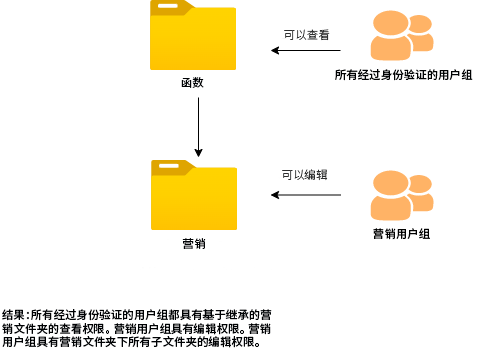 可以查看
所有经过身份验证的用户组
函数
可以编辑
营销用户组
营销
结果：所有经过身份验证的用户组都具有基于继承的营
销文件夹的查看权限。营销用户组具有编辑权限。营销
用户组具有营销文件夹下所有子文件夹的编辑权限。